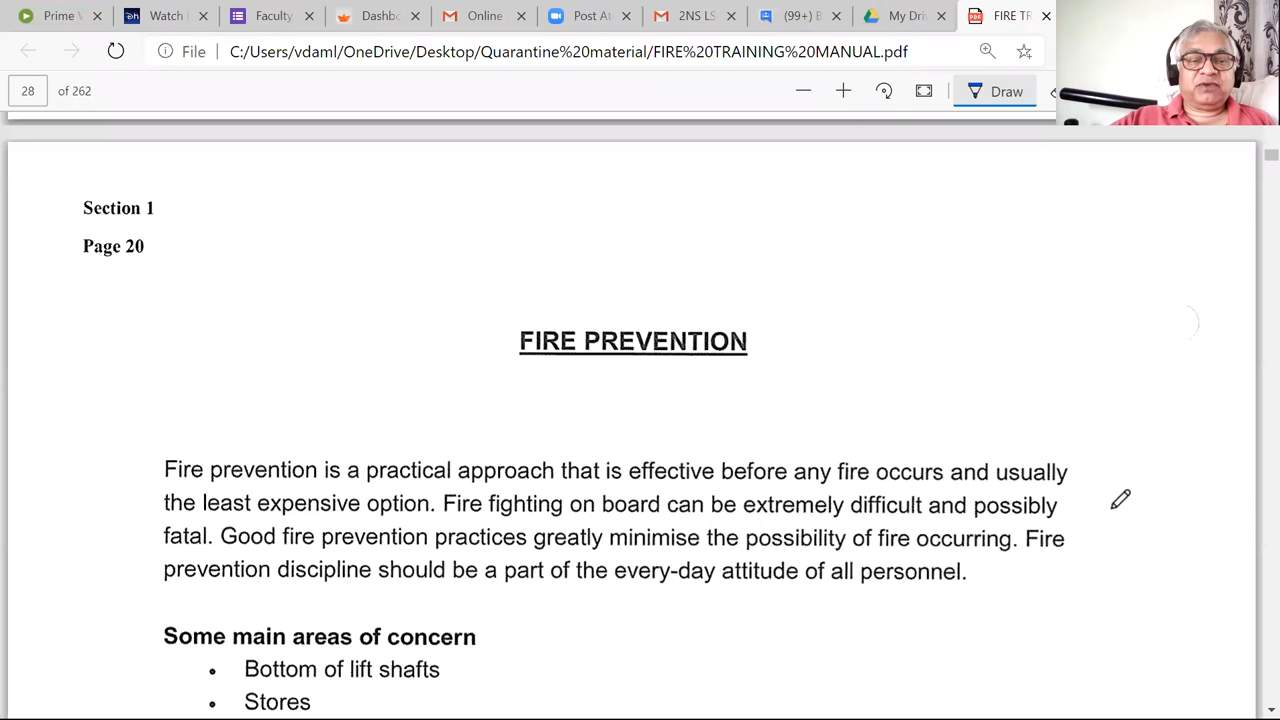 Prime V
Watch I
Faculty
Dashbo
Online
Post At
2NS S
(99+) E
My Driv
FIRE TR
File
C:/Users/vdaml/OneDrive/Desktop/Quarantine%20material/FIRE%20TRAINING%20MANUAL.pdf
28 of 262
Draw
Section 1
Page 20
FIRE PREVENTION
Fire prevention is a practical approach that is effective before any fire occurs and usually
the least expensive option. Fire fighting on board can be extremely difficult and possibly
fatal. Good fire prevention practices greatly minimise the possibility of fire occurring. Fire
prevention discipline should be a part of the every-day attitude of all personnel.
Some main areas of concern
• Bottom of lift shafts
• Stores